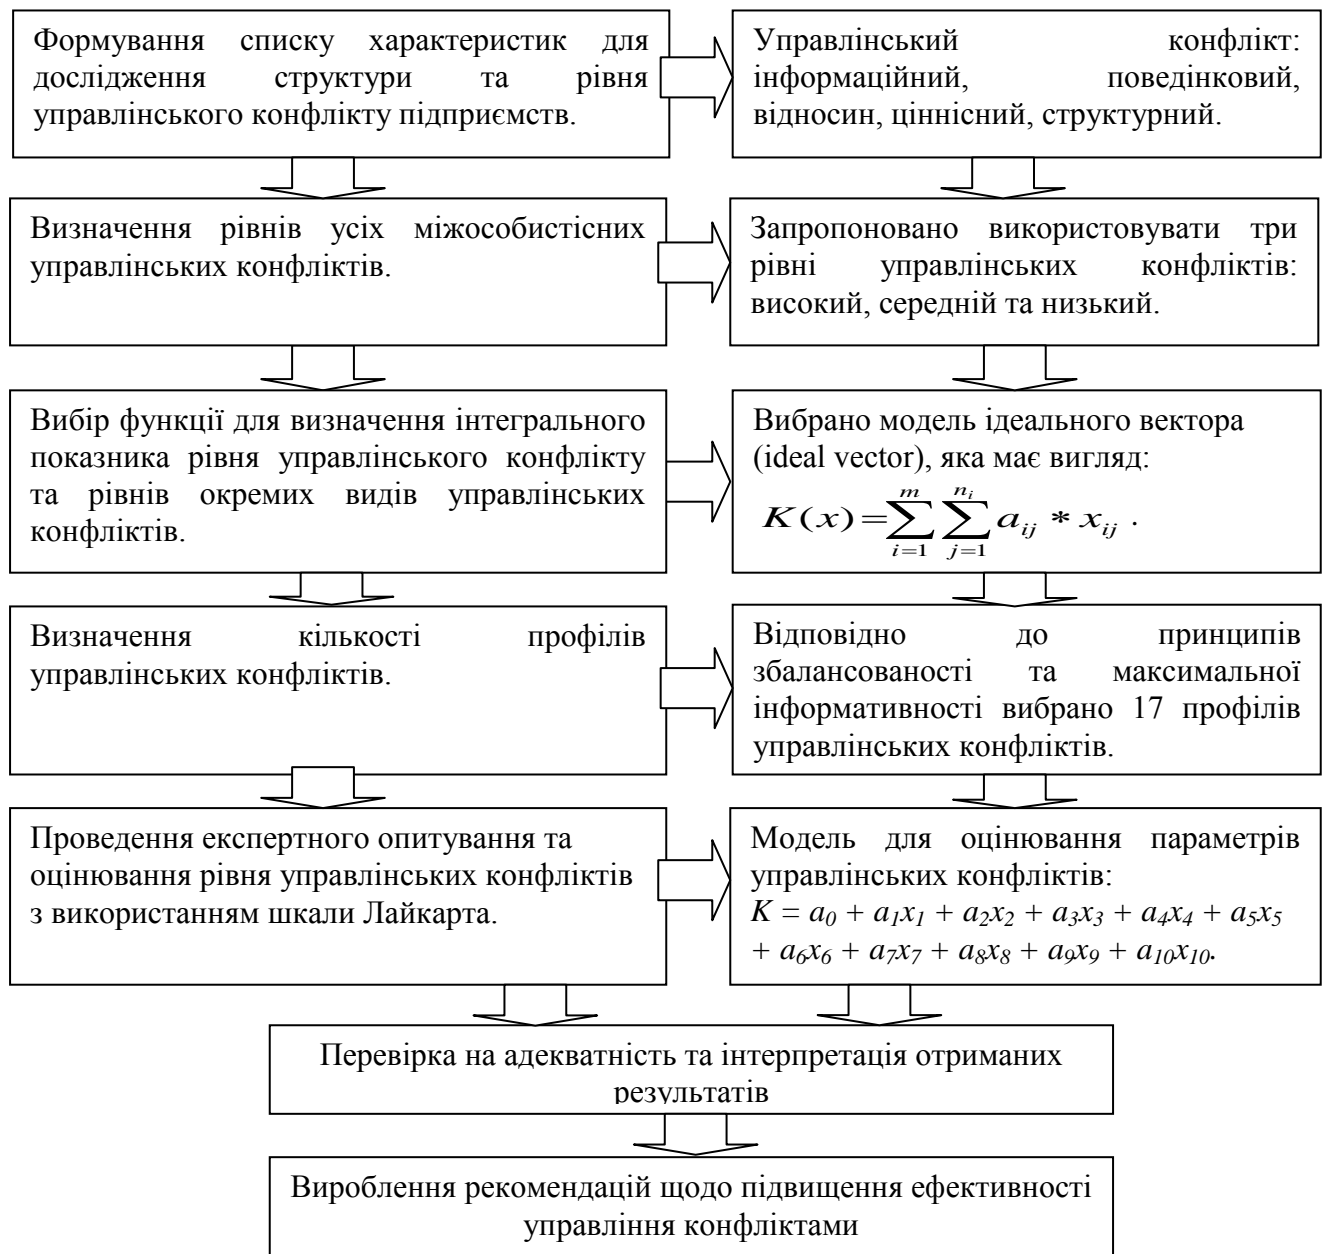 Формування списку характеристик для
дослідження структури та рівня
управлінського конфлікту підприємств.
Управлінський конфлікт:
інформаційний, поведінковий,
відносин, ціннісний, структурний.
Визначення рівнів усіх міжособистісних
управлінських конфліктів.
Запропоновано використовувати три
рівні управлінських конфліктів:
високий, середній та низький.
Вибір функції для визначення інтегрального
показника рівня управлінського конфлікту
та рівнів окремих видів управлінських
конфліктів.
Вибрано модель ідеального вектора
(ideal vector), яка має вигляд:
K(x)=∑_{i=1}^{m} ∑_{j=1}^{n_i} a_{ij} * x_{ij} .
Визначення кількості профілів
управлінських конфліктів.
Відповідно до принципів
збалансованості та максимальної
інформативності вибрано 17 профілів
управлінських конфліктів.
Проведення експертного опитування та
оцінювання рівня управлінських конфліктів
з використанням шкали Лайкарта.
Модель для оцінювання параметрів
управлінських конфліктів:
K = a₀ + a₁x₁ + a₂x₂ + a₃x₃ + a₄x₄ + a₅x₅
+ a₆x₆ + a₇x₇ + a₈x₈ + a₉x₉ + a₁₀x₁₀.
Перевірка на адекватність та інтерпретація отриманих
результатів
Вироблення рекомендацій щодо підвищення ефективності
управління конфліктами